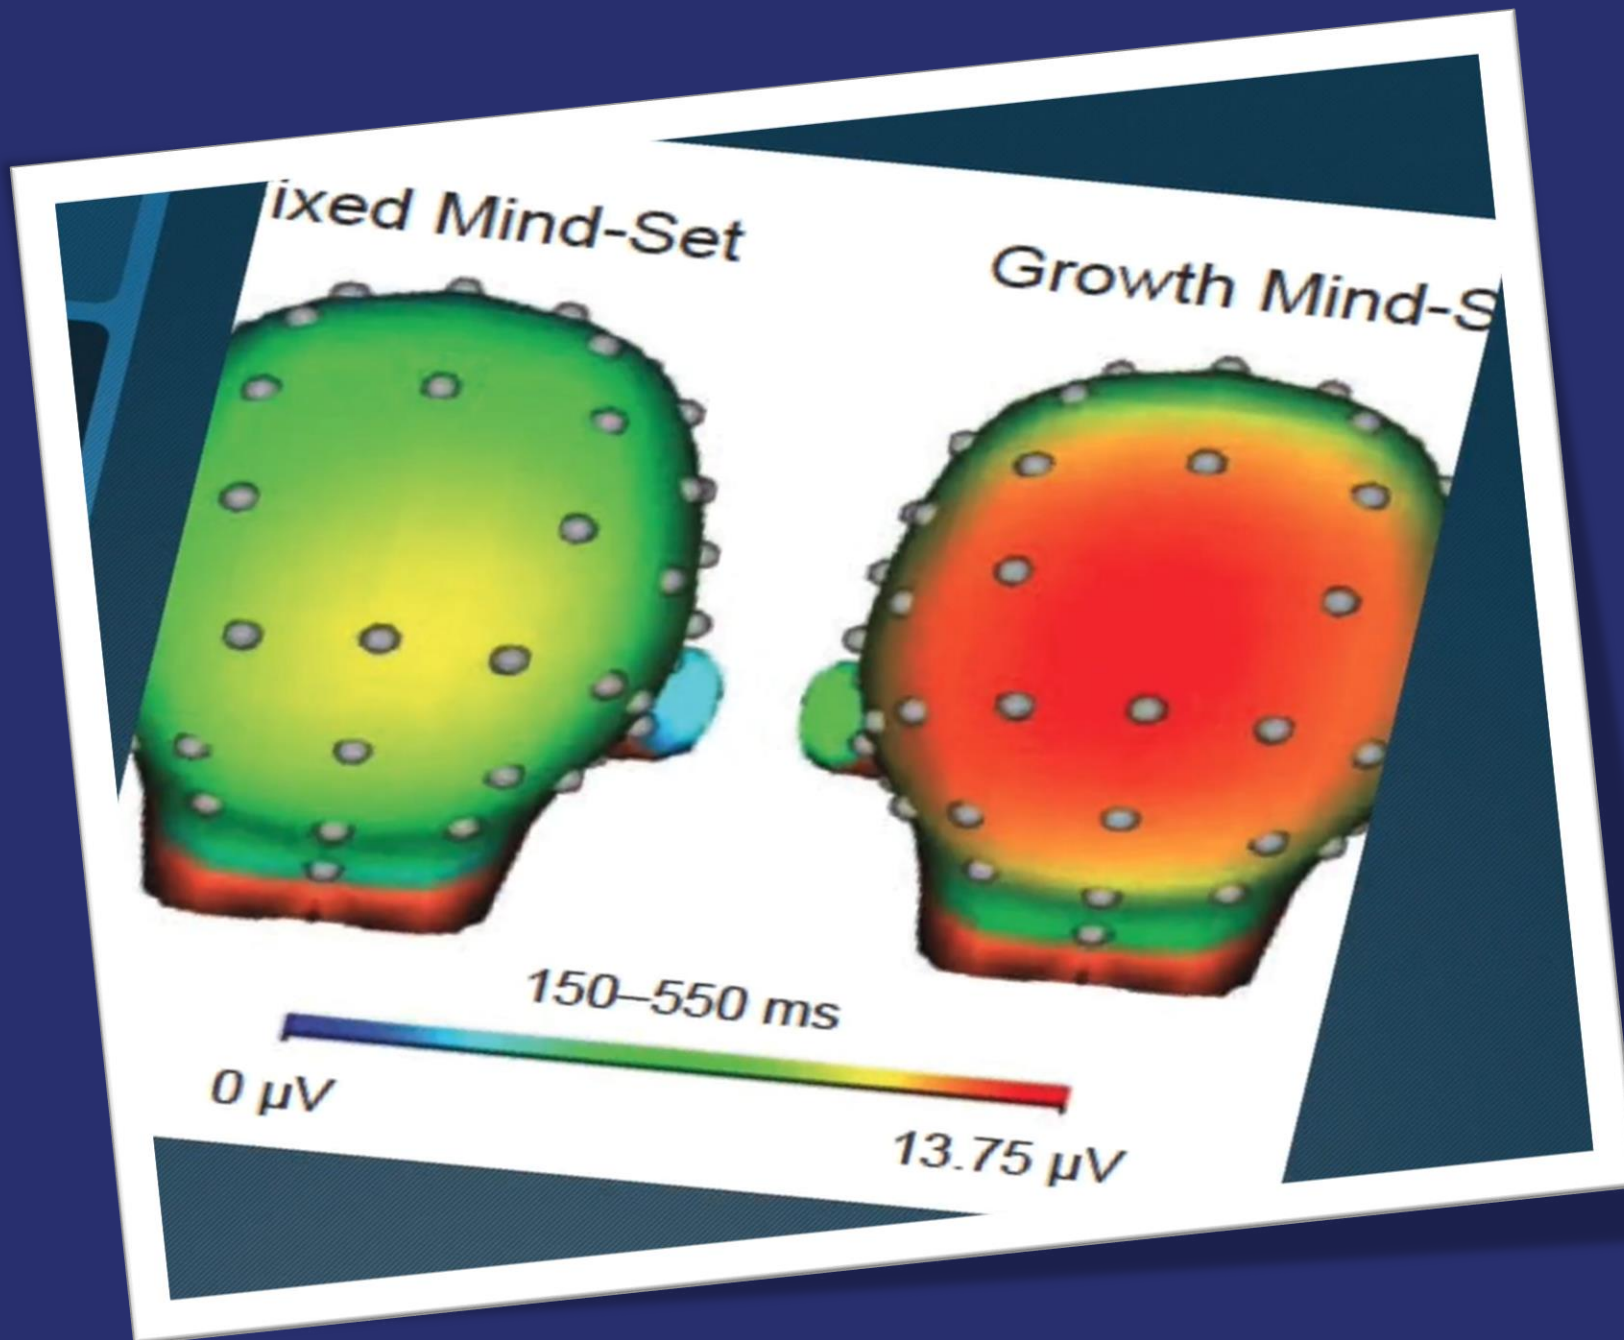 ixed Mind-Set
Growth Mind-S
150–550 ms
0 µV
13.75 µV